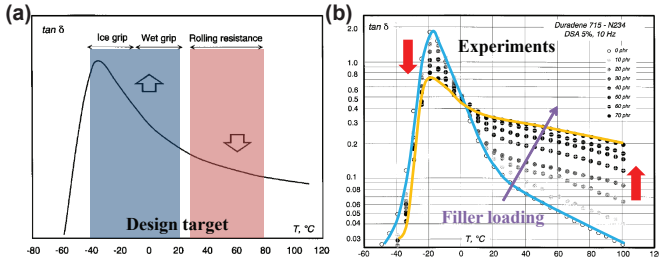 (a)
tan δ
Ice grip Wet grip Rolling resistance
Design target
T, °C
-80 -60 -40 -20 0 20 40 60 80 100 120
(b)
tan δ
Duradene 715 - N234
DSA 5%, 10 Hz
Experiments
2.0
1.0
0.8
0.6
0.5
0.4
0.3
0.2
0.1
0.08
0.06
0.05
0.04
0.03
0 phr
10 phr
20 phr
30 phr
40 phr
50 phr
60 phr
70 phr
Filler loading
T, °C
-60 -40 -20 0 20 40 60 80 100 120